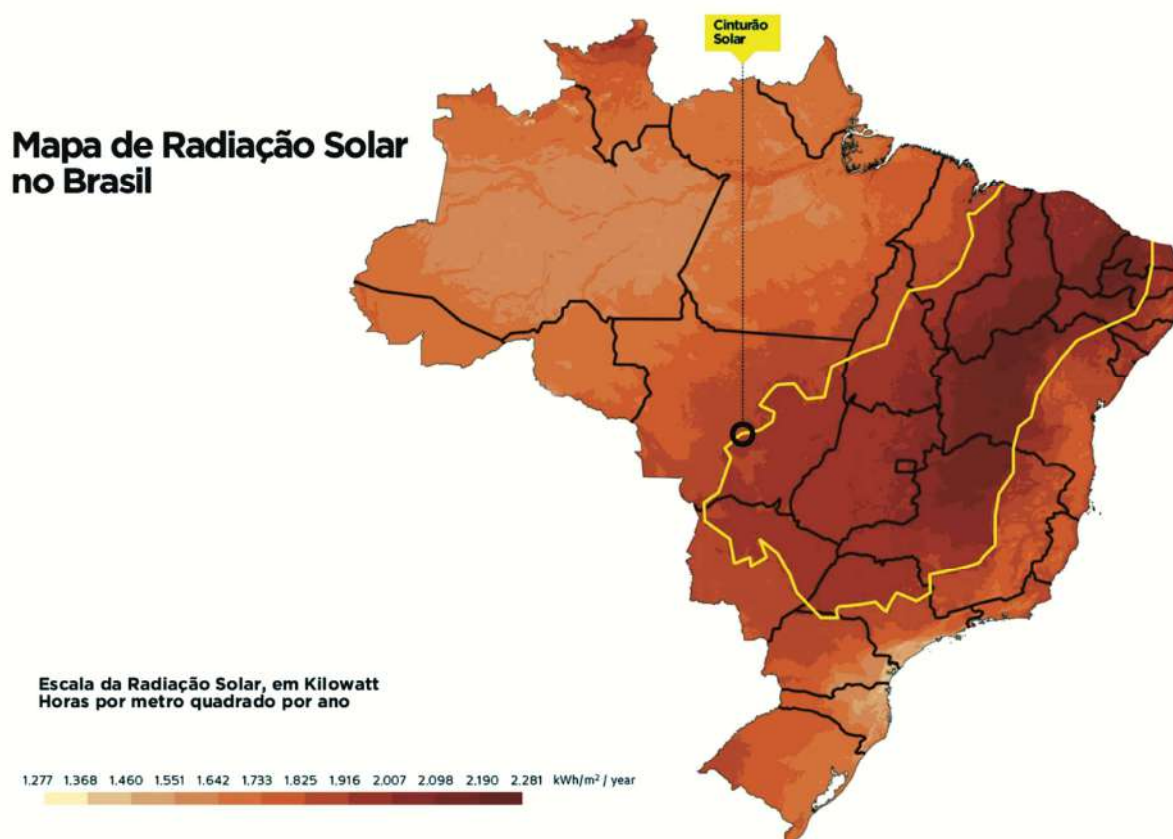 Cinturão
Solar
Mapa de Radiação Solar
no Brasil
Escala da Radiação Solar, em Kilowatt
Horas por metro quadrado por ano
1.277 1.368 1.460 1.551 1.642 1.733 1.825 1.916 2.007 2.098 2.190 2.281 kWh/m² / year